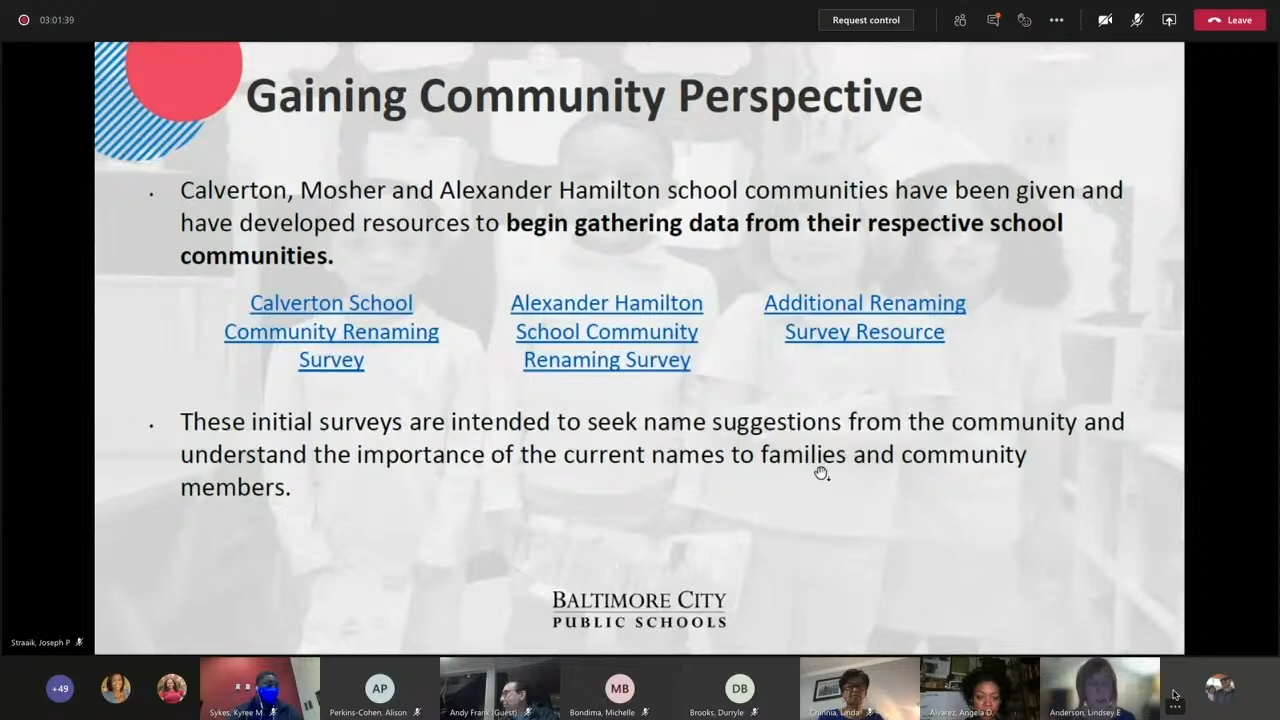 03:01:39
Request control
Leave
Gaining Community Perspective
Calverton, Mosher and Alexander Hamilton school communities have been given and
have developed resources to begin gathering data from their respective school
communities.
Calverton School
Community Renaming
Survey
Alexander Hamilton
School Community
Renaming Survey
Additional Renaming
Survey Resource
These initial surveys are intended to seek name suggestions from the community and
understand the importance of the current names to families and community
members.
BALTIMORE CITY
PUBLIC SCHOOLS
Straaik, Joseph P
+49
AP
MB
DB
Sykes, Kyree M.
Perkins-Cohen, Alison
Andy Frank (Guest)
Bondima, Michelle
Brooks, Durryle
Chinnia, Linda
Alvarez, Angela D.
Anderson, Lindsey E